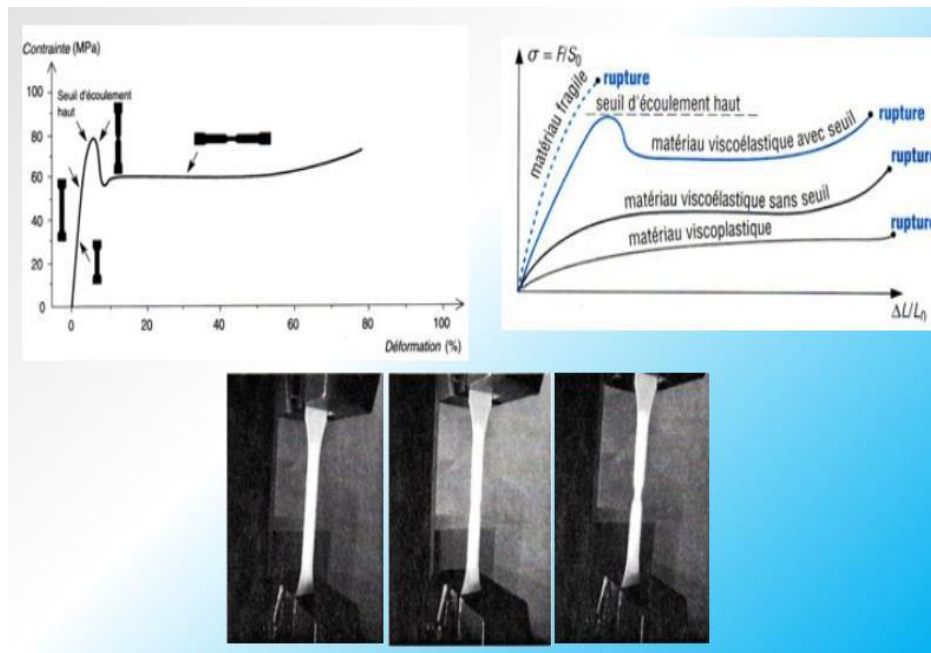 Contrainte (MPa)
100
80
60
40
20
0
Seuil d'écoulement
haut
0
20
40
60
80
100
Déformation (%)
σ = F/S₀
rupture
matériau fragile
seuil d'écoulement haut
rupture
matériau viscoélastique avec seuil
rupture
matériau viscoélastique sans seuil
matériau viscoplastique
rupture
ΔL/L₀